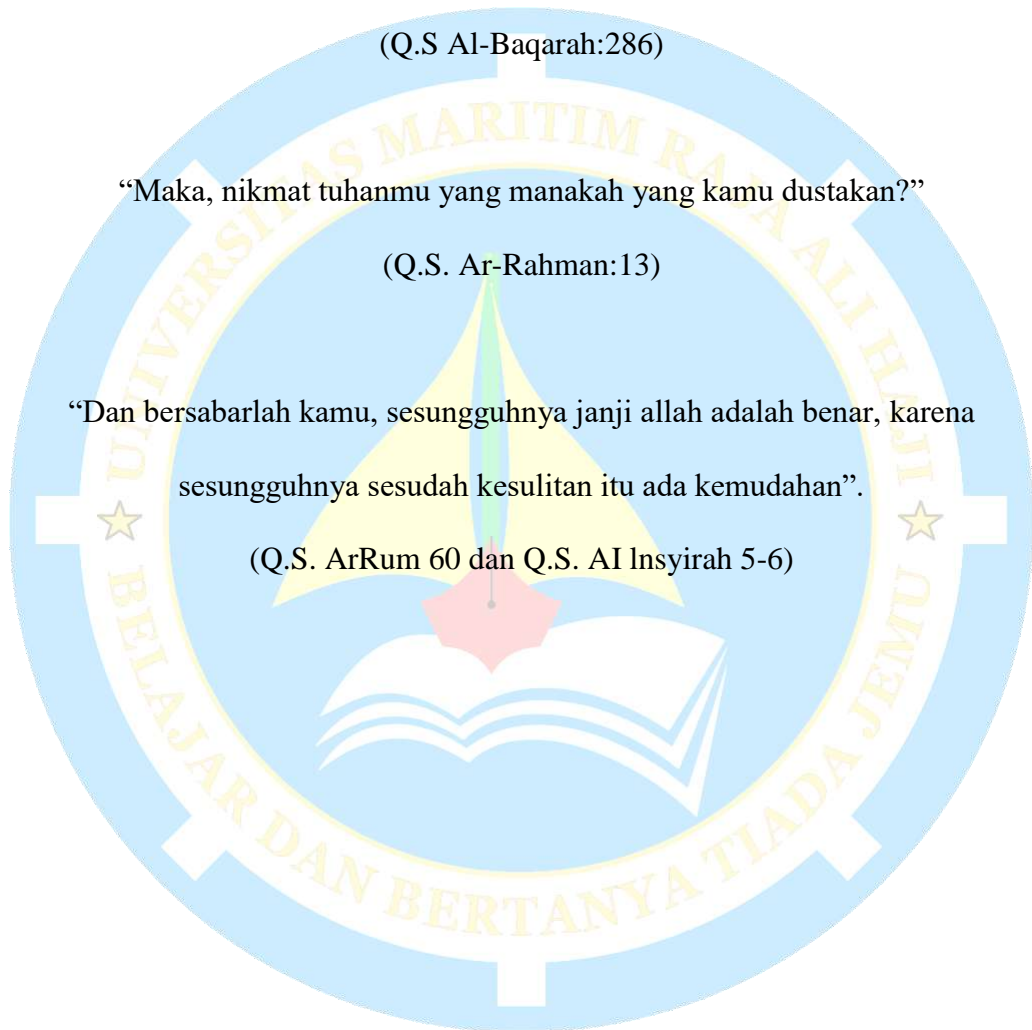 (Q.S Al-Baqarah:286)
“Maka, nikmat tuhanmu yang manakah yang kamu dustakan?”
(Q.S. Ar-Rahman:13)
“Dan bersabarlah kamu, sesungguhnya janji allah adalah benar, karena
sesungguhnya sesudah kesulitan itu ada kemudahan”.
(Q.S. ArRum 60 dan Q.S. AI lnsyirah 5-6)
UNIVERSITAS MARITIM RAJA ALI HAJI
BELAJAR DAN BERTANYA TIADA JEMU